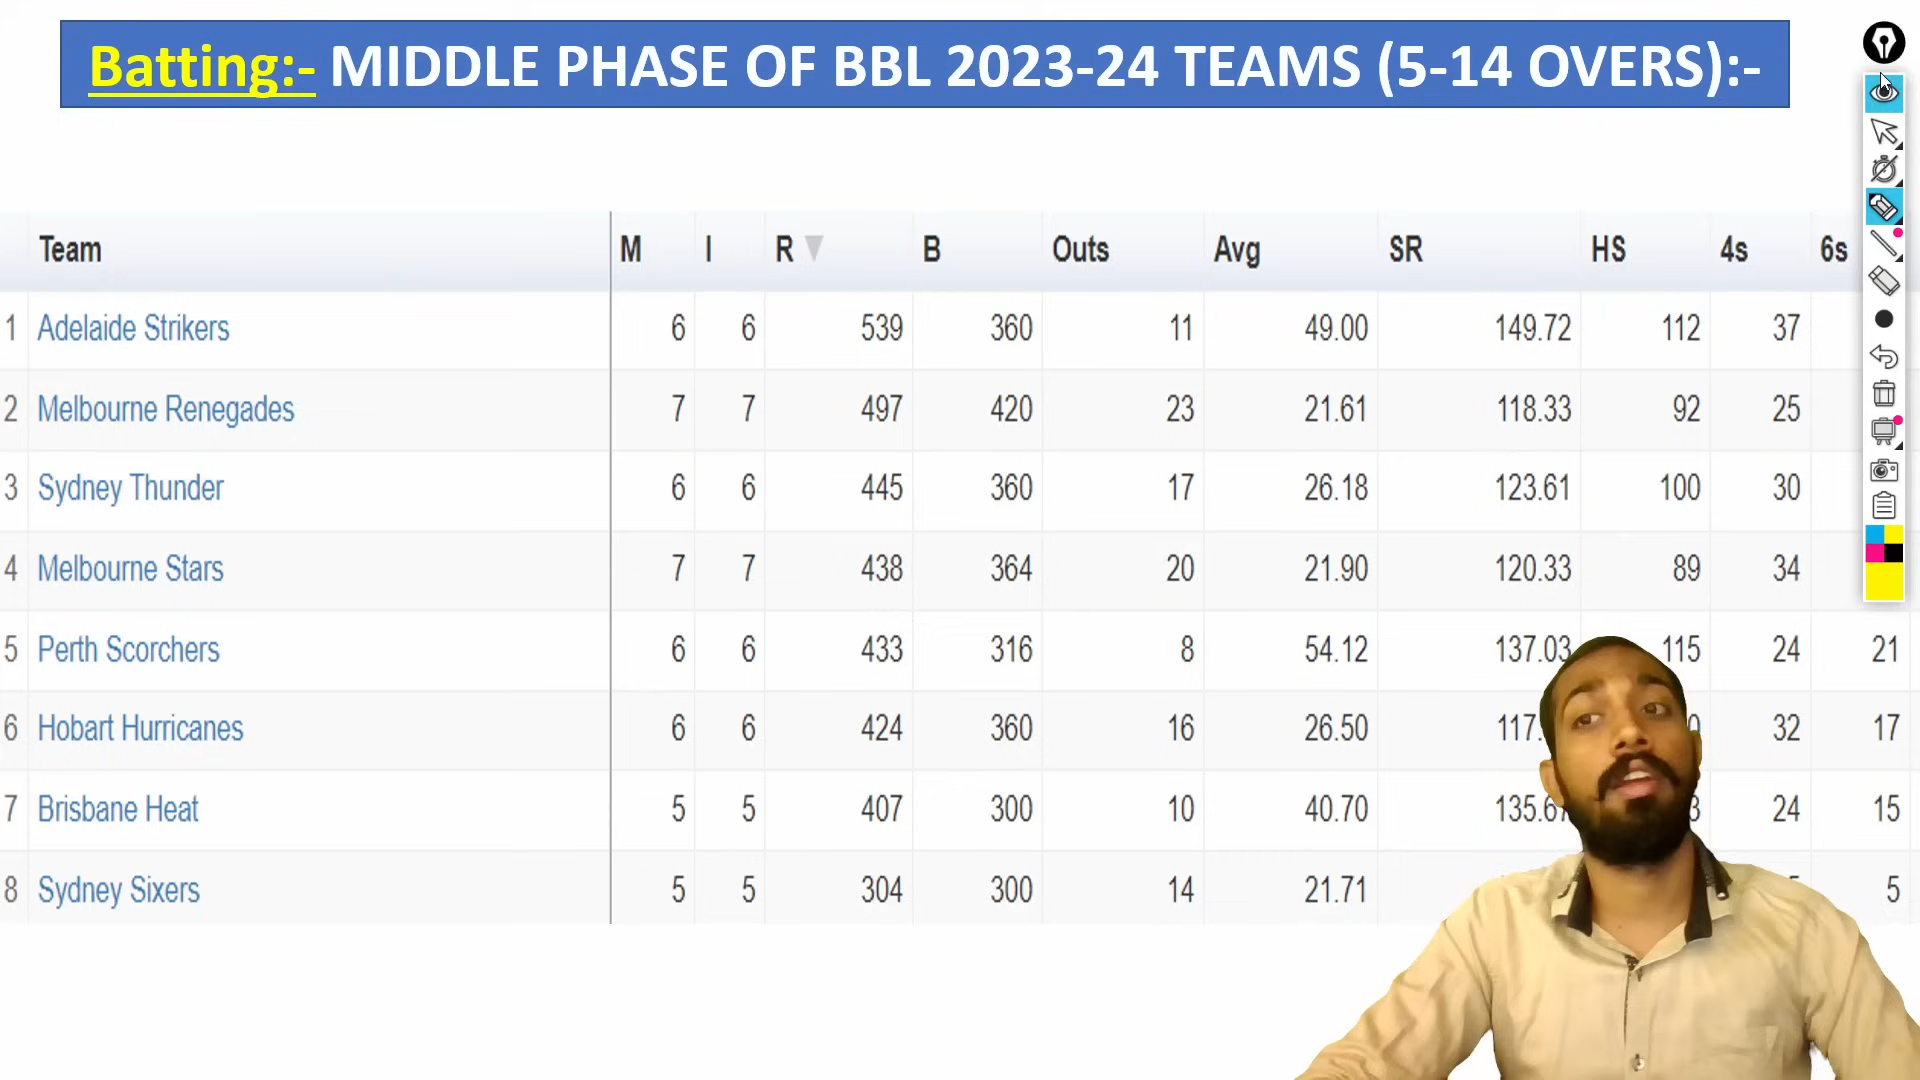 Batting:- MIDDLE PHASE OF BBL 2023-24 TEAMS (5-14 OVERS):-
Team M I R B Outs Avg SR HS 4s 6s
1 Adelaide Strikers 6 6 539 360 11 49.00 149.72 112 37
2 Melbourne Renegades 7 7 497 420 23 21.61 118.33 92 25
3 Sydney Thunder 6 6 445 360 17 26.18 123.61 100 30
4 Melbourne Stars 7 7 438 364 20 21.90 120.33 89 34
5 Perth Scorchers 6 6 433 316 8 54.12 137.03 115 24 21
6 Hobart Hurricanes 6 6 424 360 16 26.50 32 17
7 Brisbane Heat 5 5 407 300 10 40.70 24 15
8 Sydney Sixers 5 5 304 300 14 21.71 5